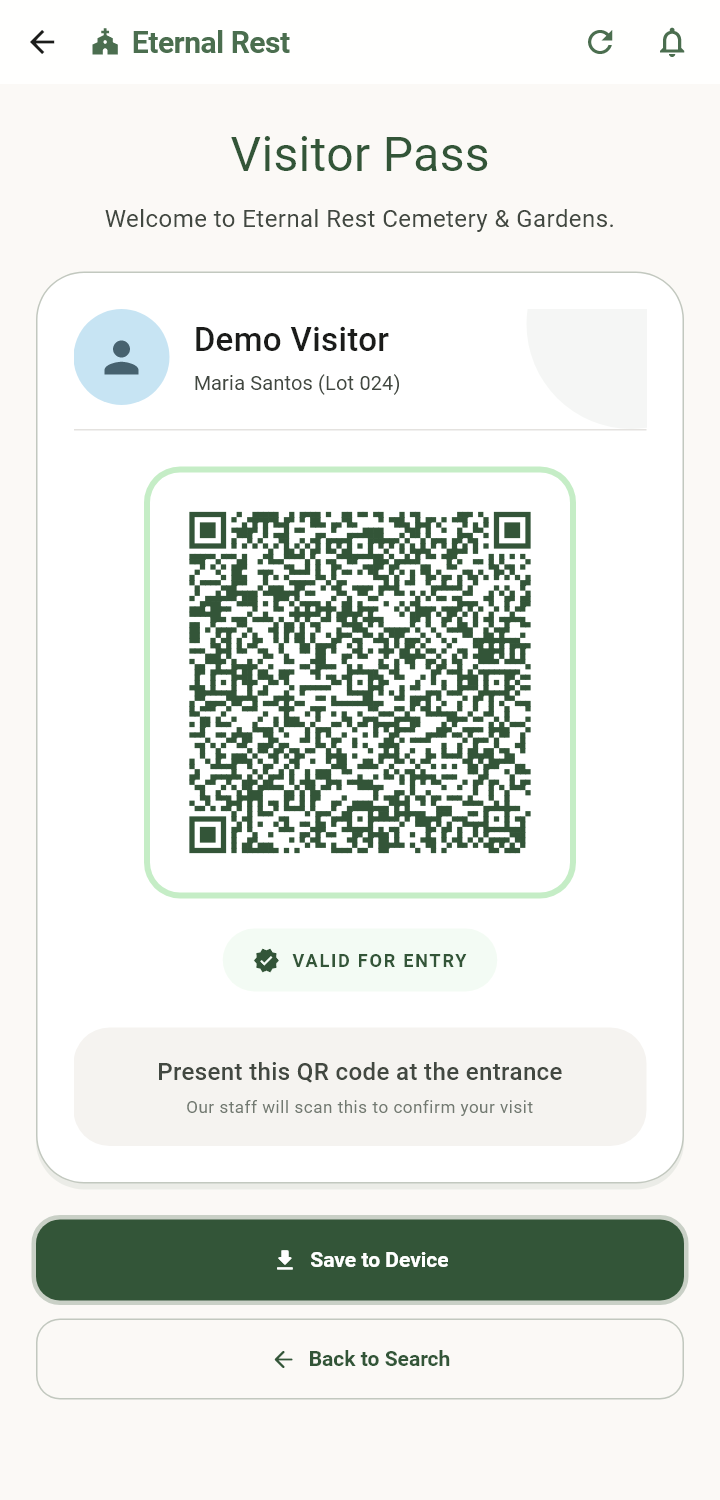 Eternal Rest
Visitor Pass
Welcome to Eternal Rest Cemetery & Gardens.
Demo Visitor
Maria Santos (Lot 024)
VALID FOR ENTRY
Present this QR code at the entrance
Our staff will scan this to confirm your visit
Save to Device
Back to Search